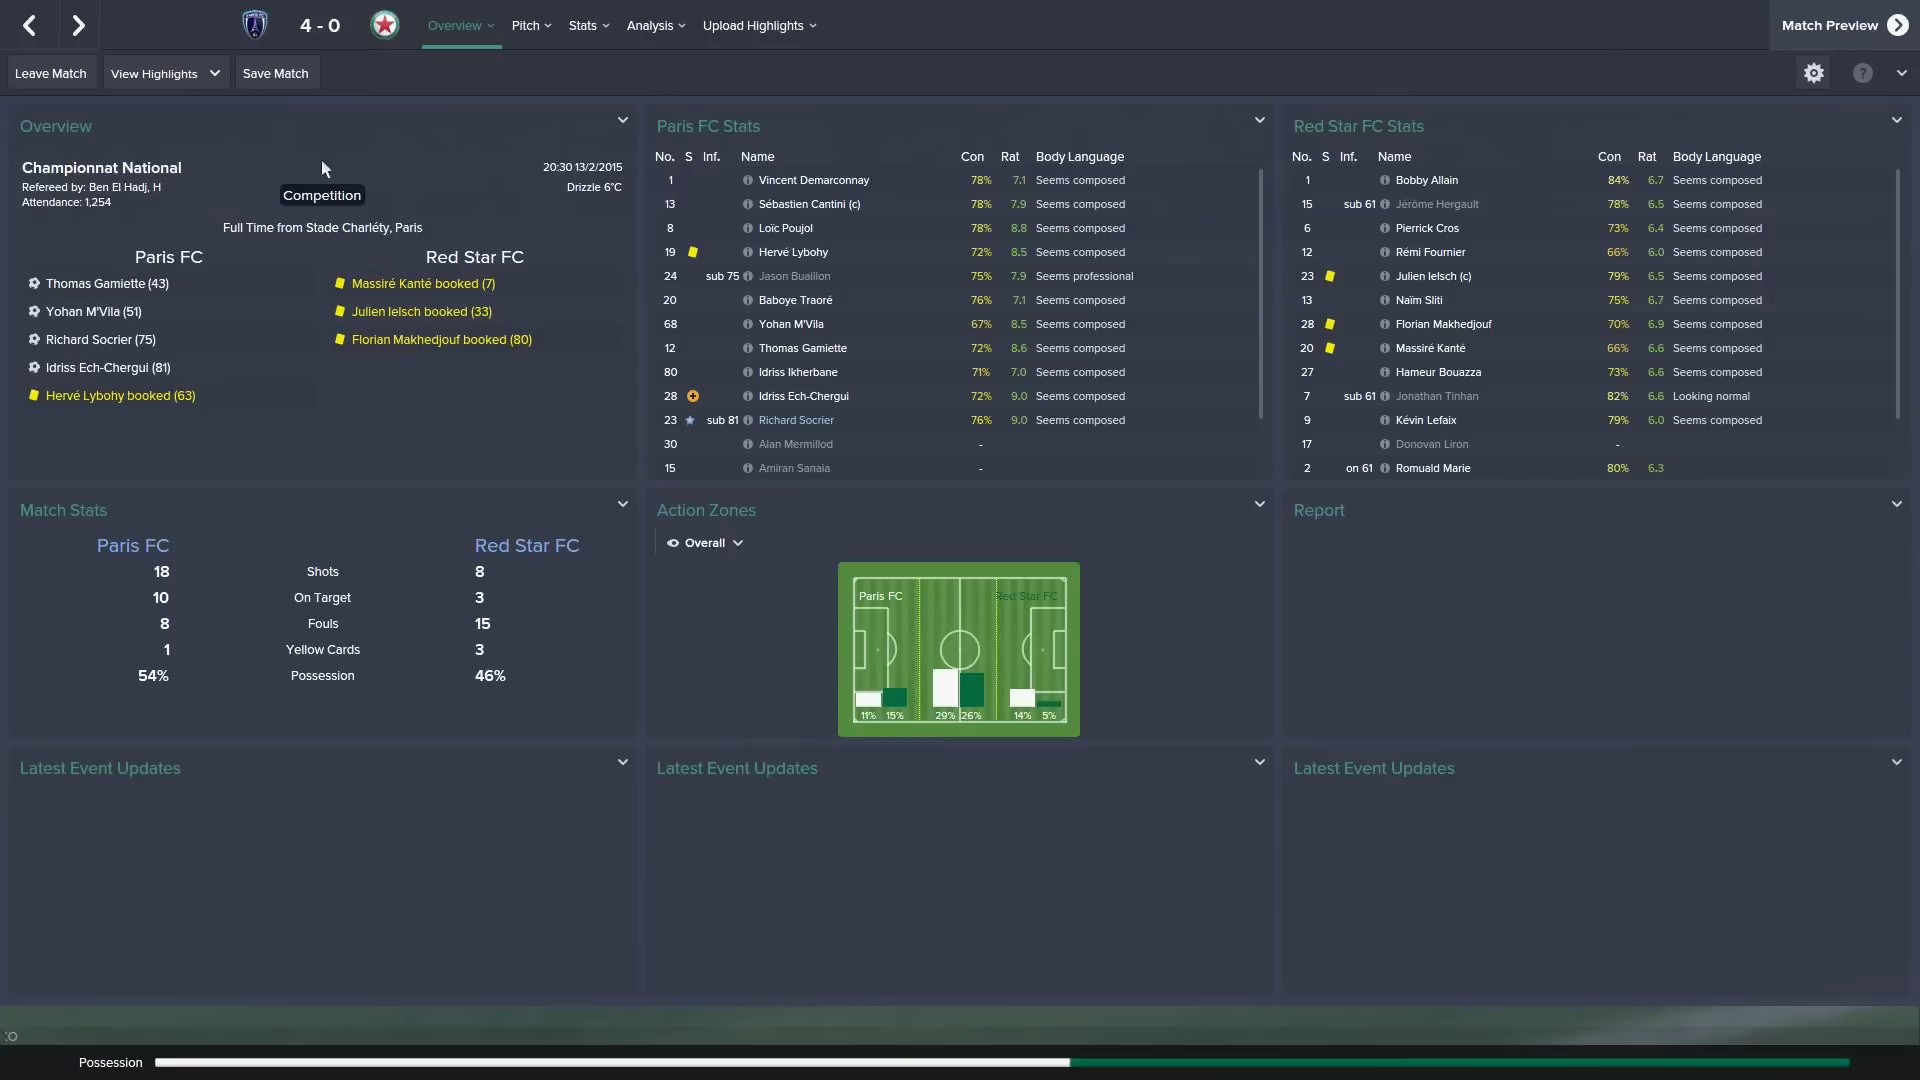 4 - 0 Overview Pitch Stats Analysis Upload Highlights Match Preview
Leave Match View Highlights Save Match ?
Overview
Championnat National 20:30 13/2/2015
Refereed by: Ben El Hadj, H Drizzle 6°C
Attendance: 1,254
Competition
Full Time from Stade Charléty, Paris
Paris FC Red Star FC
Thomas Gamiette (43) Massiré Kanté booked (7)
Yohan M'Vila (51) Julien Ielsch booked (33)
Richard Socrier (75) Florian Makhedjouf booked (80)
Idriss Ech-Chergui (81)
Hervé Lybohy booked (63)
Paris FC Stats
No. S Inf. Name Con Rat Body Language
1 Vincent Demarconnay 78% 7.1 Seems composed
13 Sébastien Cantini (c) 78% 7.9 Seems composed
8 Loïc Poujol 78% 8.8 Seems composed
19 Hervé Lybohy 72% 8.5 Seems composed
24 sub 75 Jason Buaillon 75% 7.9 Seems professional
20 Baboye Traoré 76% 7.1 Seems composed
68 Yohan M'Vila 67% 8.5 Seems composed
12 Thomas Gamiette 72% 8.6 Seems composed
80 Idriss Ikherbane 71% 7.0 Seems composed
28 Idriss Ech-Chergui 72% 9.0 Seems composed
23 sub 81 Richard Socrier 76% 9.0 Seems composed
30 Alan Mermillod -
15 Amiran Sanaia -
Red Star FC Stats
No. S Inf. Name Con Rat Body Language
1 Bobby Allain 84% 6.7 Seems composed
15 sub 61 Jérôme Hergault 78% 6.5 Seems composed
6 Pierrick Cros 73% 6.4 Seems composed
12 Rémi Fournier 66% 6.0 Seems composed
23 Julien Ielsch (c) 79% 6.5 Seems composed
13 Naïm Sliti 75% 6.7 Seems composed
28 Florian Makhedjouf 70% 6.9 Seems composed
20 Massiré Kanté 66% 6.6 Seems composed
27 Hameur Bouazza 73% 6.6 Seems composed
7 sub 61 Jonathan Tinhan 82% 6.6 Looking normal
9 Kévin Lefaix 79% 6.0 Seems composed
17 Donovan Liron -
2 on 61 Romuald Marie 80% 6.3
Match Stats
Paris FC Red Star FC
18 Shots 8
10 On Target 3
8 Fouls 15
1 Yellow Cards 3
54% Possession 46%
Action Zones
Overall
Paris FC Red Star FC
11% 15% 29% 26% 14% 5%
Report
Latest Event Updates
Latest Event Updates
Latest Event Updates
:O
Possession